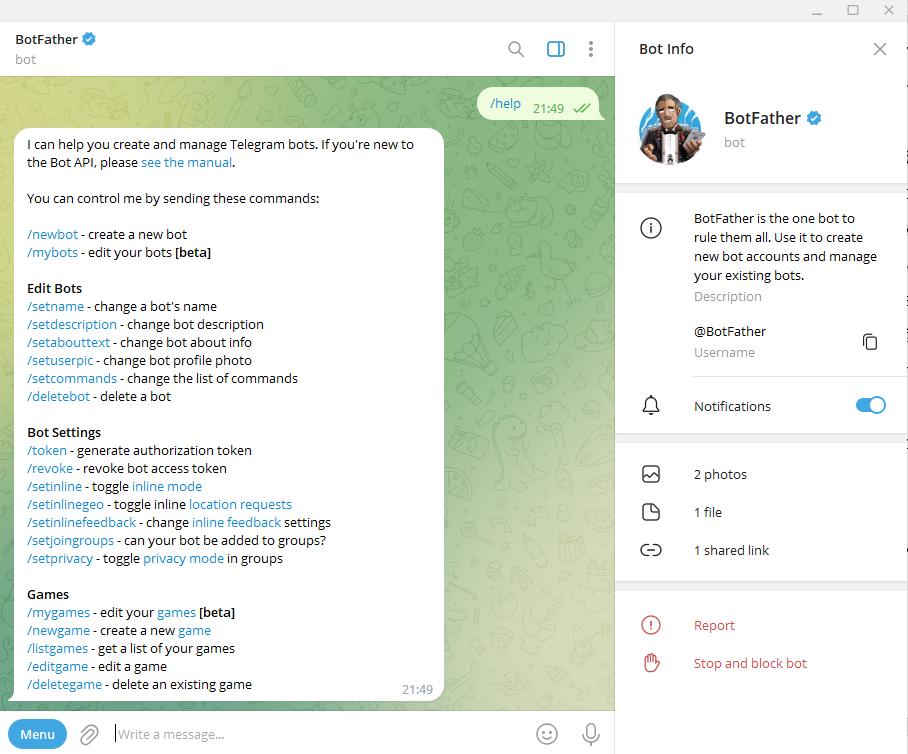 BotFather
bot
/help 21:49
I can help you create and manage Telegram bots. If you're new to
the Bot API, please see the manual.
You can control me by sending these commands:
/newbot - create a new bot
/mybots - edit your bots [beta]
Edit Bots
/setname - change a bot's name
/setdescription - change bot description
/setabouttext - change bot about info
/setuserpic - change bot profile photo
/setcommands - change the list of commands
/deletebot - delete a bot
Bot Settings
/token - generate authorization token
/revoke - revoke bot access token
/setinline - toggle inline mode
/setinlinegeo - toggle inline location requests
/setinlinefeedback - change inline feedback settings
/setjoingroups - can your bot be added to groups?
/setprivacy - toggle privacy mode in groups
Games
/mygames - edit your games [beta]
/newgame - create a new game
/listgames - get a list of your games
/editgame - edit a game
/deletegame - delete an existing game
21:49
Menu
Write a message...
Bot Info
BotFather
bot
BotFather is the one bot to
rule them all. Use it to create
new bot accounts and manage
your existing bots.
Description
@BotFather
Username
Notifications
2 photos
1 file
1 shared link
Report
Stop and block bot